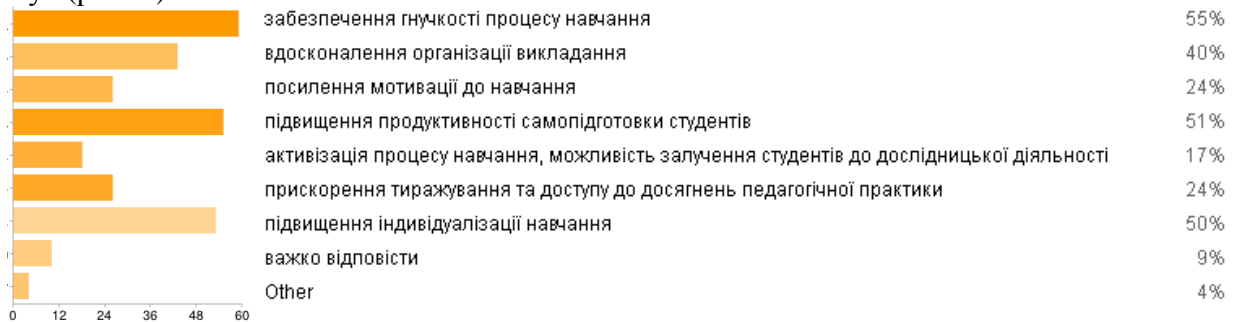 забезпечення гнучкості процесу навчання 55%
вдосконалення організації викладання 40%
посилення мотивації до навчання 24%
підвищення продуктивності самопідготовки студентів 51%
активізація процесу навчання, можливість залучення студентів до дослідницької діяльності 17%
прискорення тиражування та доступу до досягнень педагогічної практики 24%
підвищення індивідуалізації навчання 50%
важко відповісти 9%
Other 4%
0 12 24 36 48 60